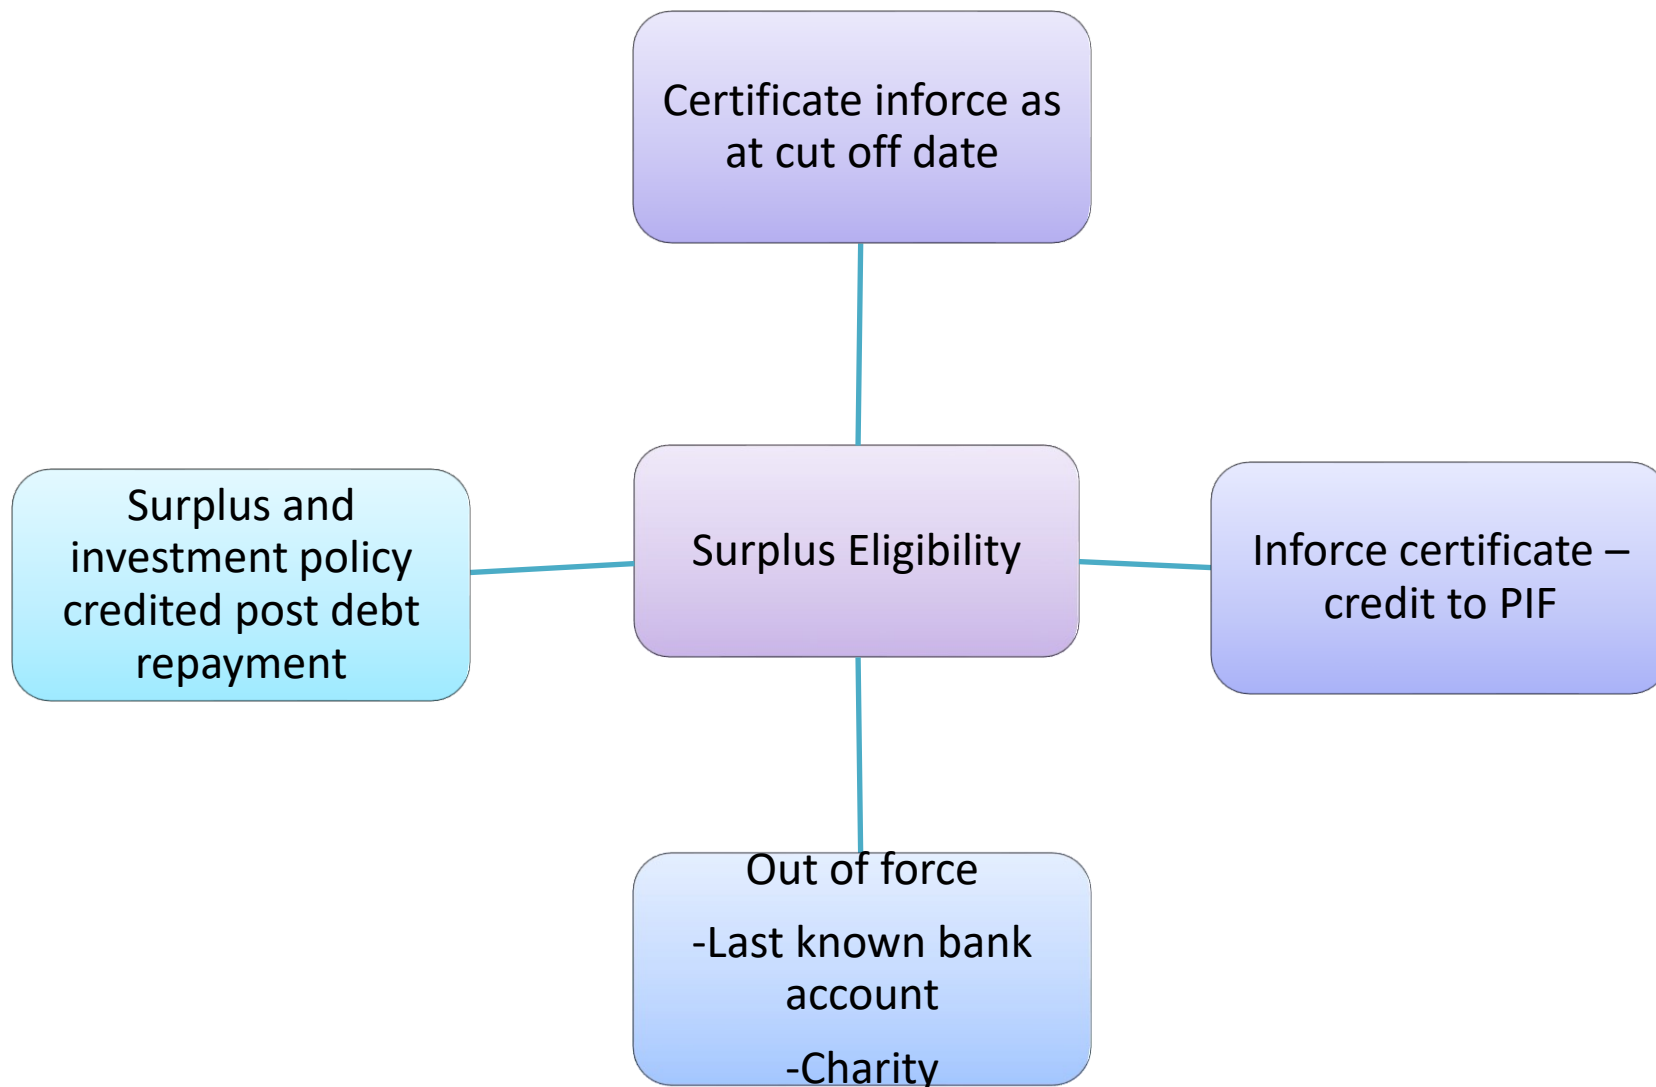 Certificate inforce as
at cut off date
Surplus and
investment policy
credited post debt
repayment
Surplus Eligibility
Inforce certificate –
credit to PIF
Out of force
-Last known bank
account
-Charity